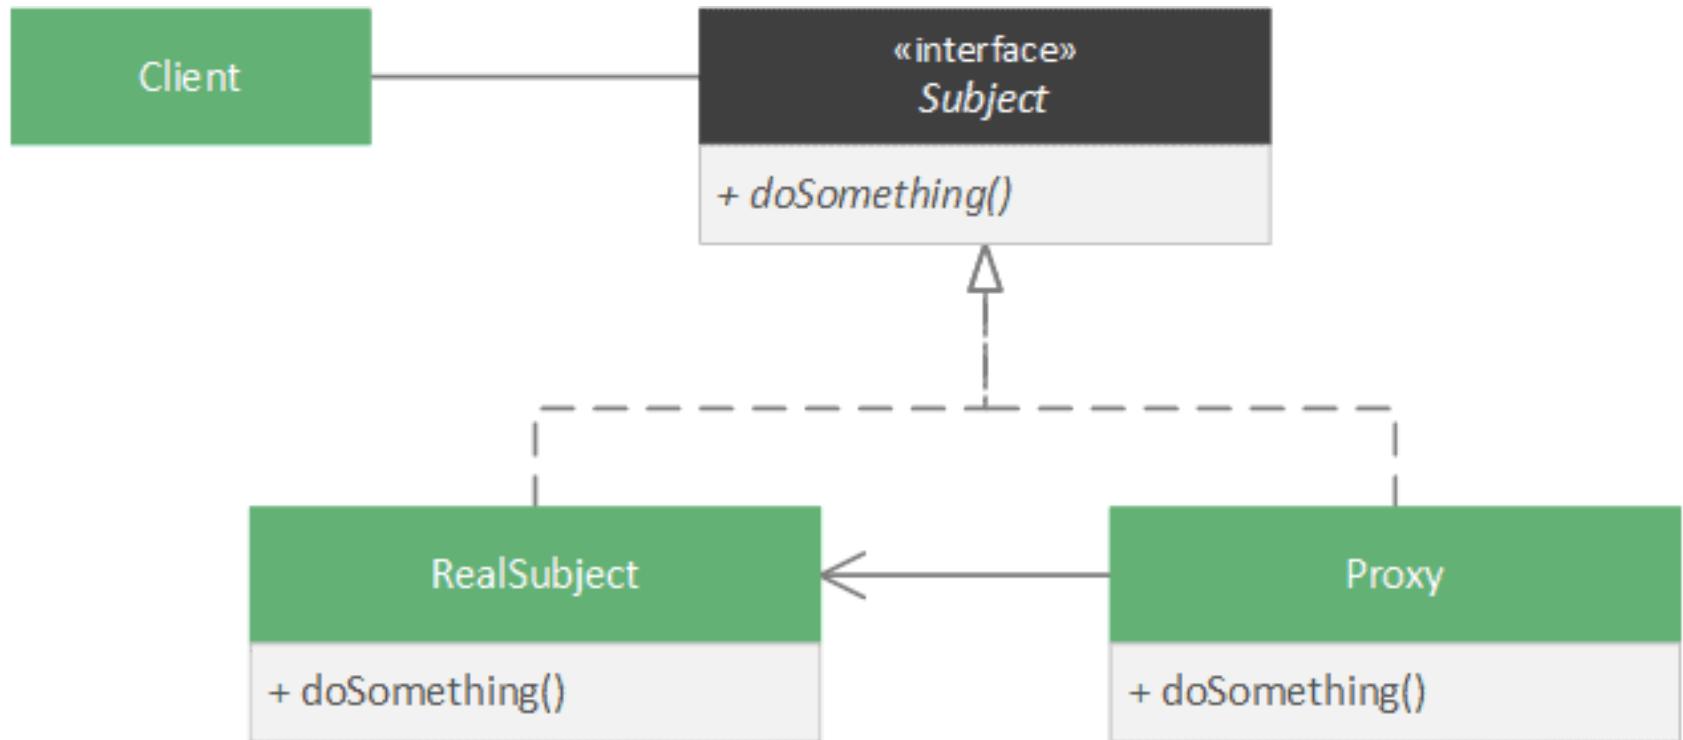 Client
«interface»
Subject
+ doSomething()
RealSubject
Proxy
+ doSomething()
+ doSomething()